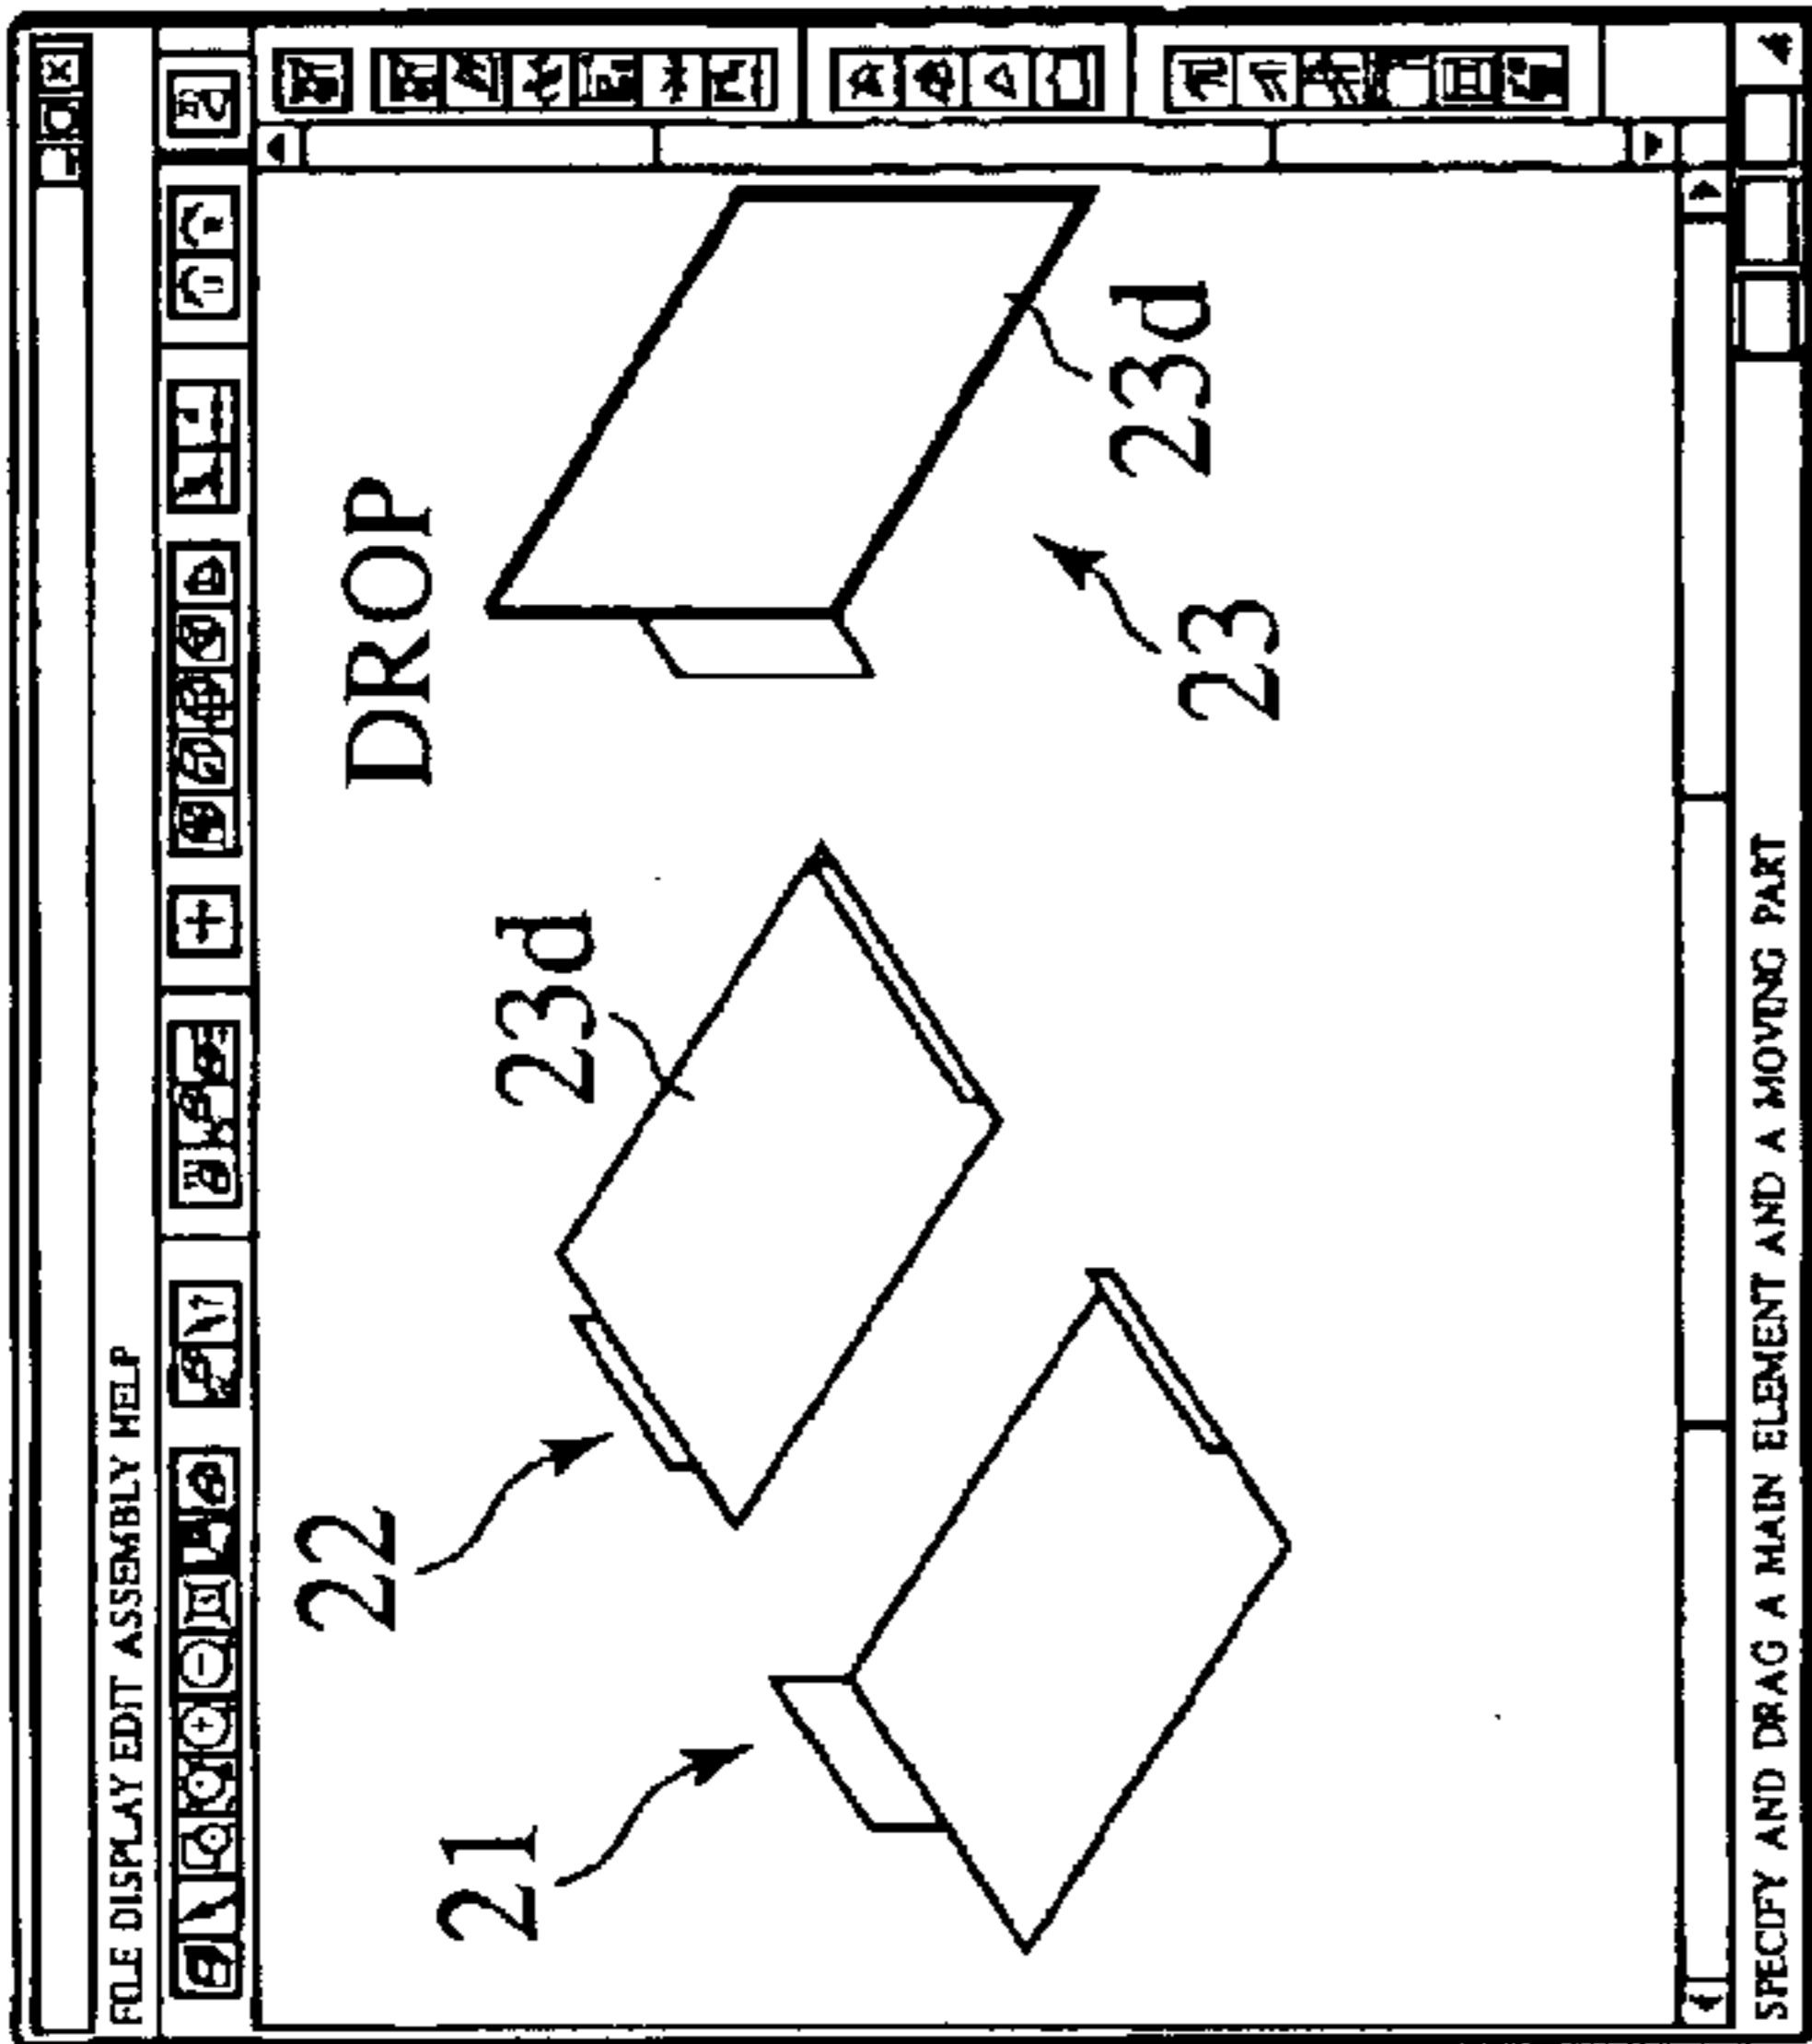 FILE DISPLAY EDIT ASSEMBLY HELP
DROP
22
23d
21
23d
23
SPECIFY AND DRAG A MAIN ELEMENT AND A MOVING PART